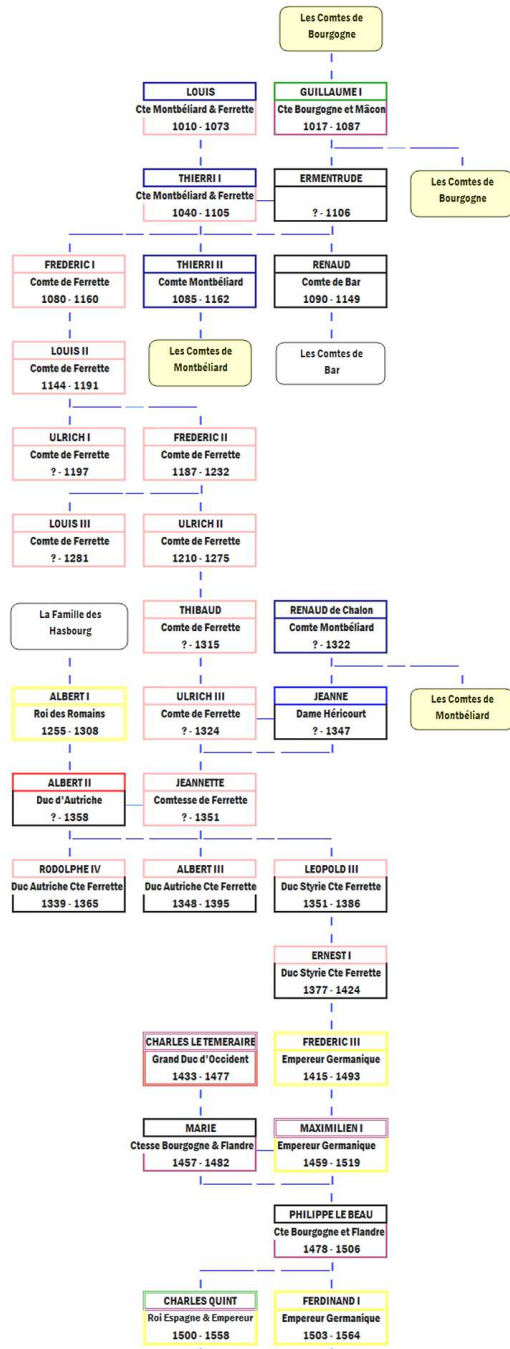 Les Comtes de
Bourgogne
LOUIS
Cte Montbéliard & Ferrette
1010 - 1073
GUILLAUME I
Cte Bourgogne et Mâcon
1017 - 1087
THIERRI I
Cte Montbéliard & Ferrette
1040 - 1105
ERMENTRUDE
? - 1106
Les Comtes de
Bourgogne
FREDERIC I
Comte de Ferrette
1080 - 1160
THIERRI II
Comte Montbéliard
1085 - 1162
RENAUD
Comte de Bar
1090 - 1149
LOUIS II
Comte de Ferrette
1144 - 1191
Les Comtes de
Montbéliard
Les Comtes de
Bar
ULRICH I
Comte de Ferrette
? - 1197
FREDERIC II
Comte de Ferrette
1187 - 1232
LOUIS III
Comte de Ferrette
? - 1281
ULRICH II
Comte de Ferrette
1210 - 1275
La Famille des
Hasbourg
THIBAUD
Comte de Ferrette
? - 1315
RENAUD de Chalon
Comte Montbéliard
? - 1322
ALBERT I
Roi des Romains
1255 - 1308
ULRICH III
Comte de Ferrette
? - 1324
JEANNE
Dame Héricourt
? - 1347
Les Comtes de
Montbéliard
ALBERT II
Duc d'Autriche
? - 1358
JEANNETTE
Comtesse de Ferrette
? - 1351
RODOLPHE IV
Duc Autriche Cte Ferrette
1339 - 1365
ALBERT III
Duc Autriche Cte Ferrette
1348 - 1395
LEOPOLD III
Duc Styrie Cte Ferrette
1351 - 1386
ERNEST I
Duc Styrie Cte Ferrette
1377 - 1424
CHARLES LE TEMERAIRE
Grand Duc d'Occident
1433 - 1477
FREDERIC III
Empereur Germanique
1415 - 1493
MARIE
Ctesse Bourgogne & Flandre
1457 - 1482
MAXIMILIEN I
Empereur Germanique
1459 - 1519
PHILIPPE LE BEAU
Cte Bourgogne et Flandre
1478 - 1506
CHARLES QUINT
Roi Espagne & Empereur
1500 - 1558
FERDINAND I
Empereur Germanique
1503 - 1564